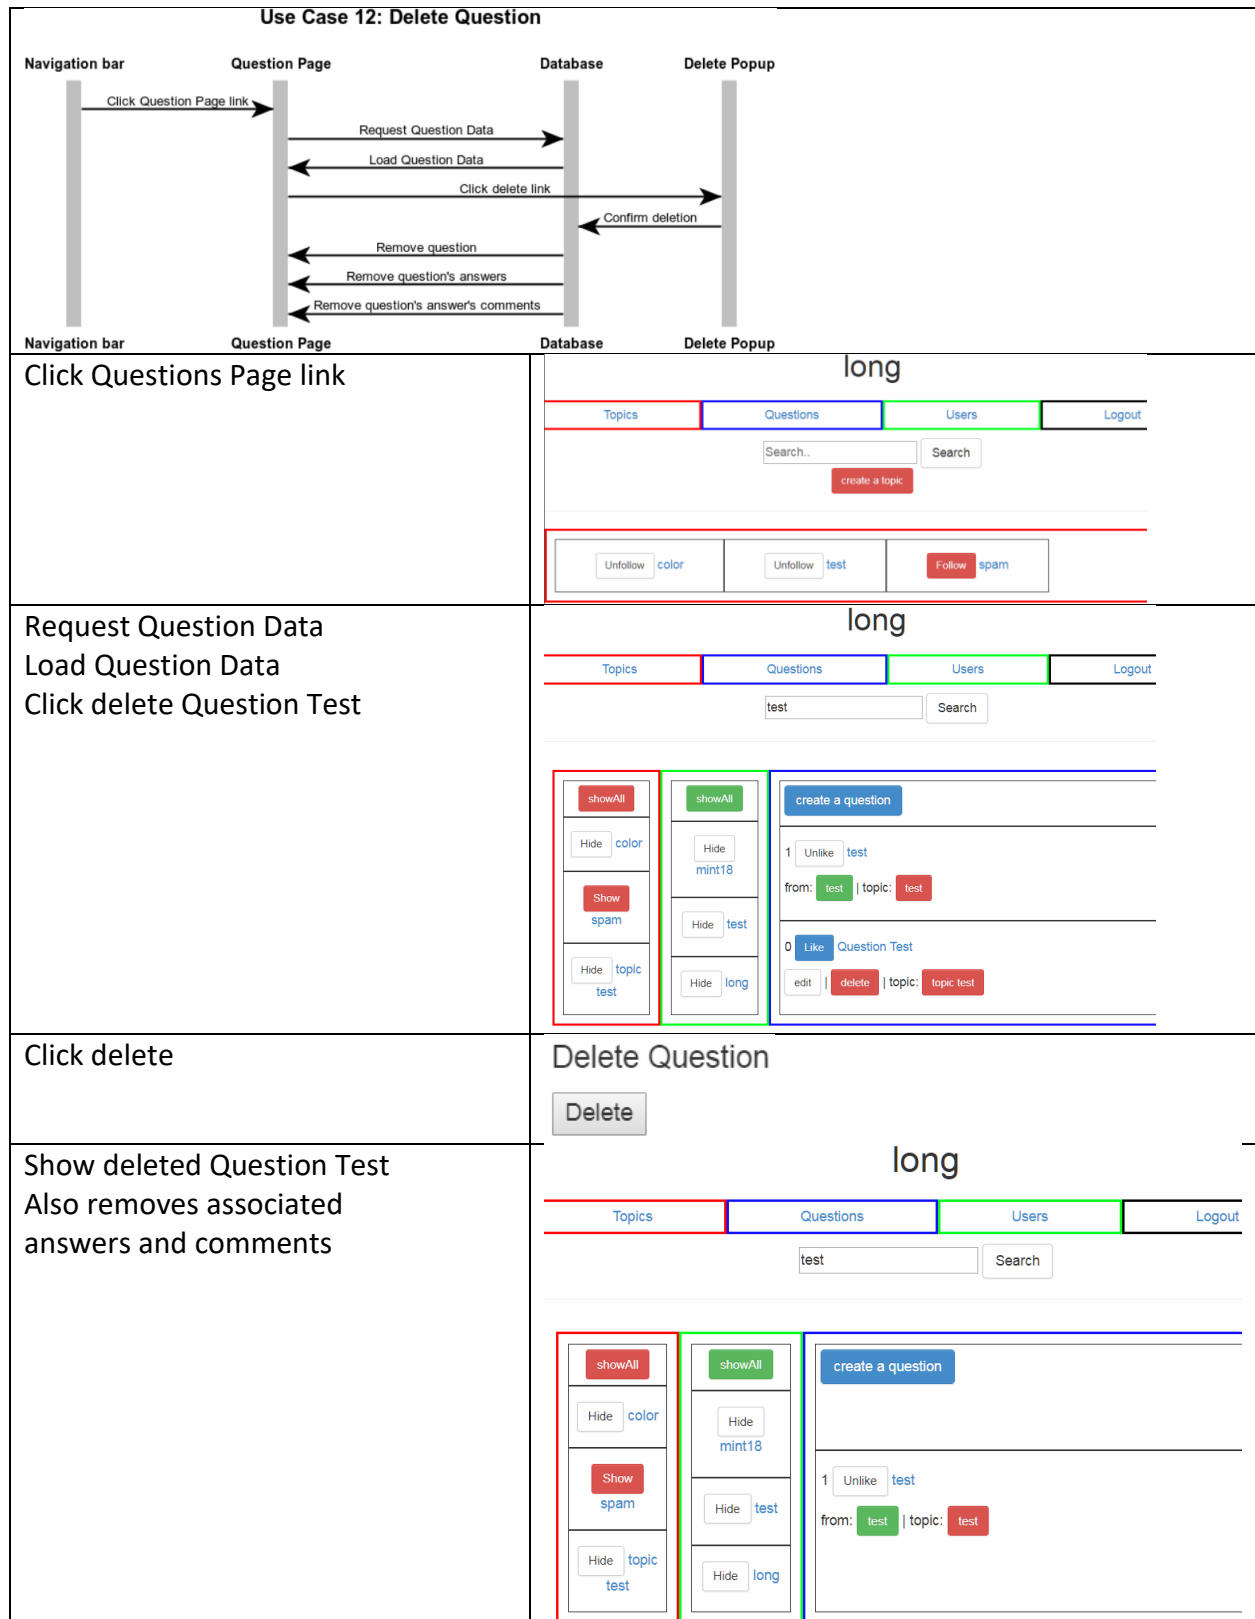 Use Case 12: Delete Question
Navigation bar Question Page Database Delete Popup
Click Question Page link
Request Question Data
Load Question Data
Click delete link
Confirm deletion
Remove question
Remove question's answers
Remove question's answer's comments
Navigation bar Question Page Database Delete Popup
Click Questions Page link
long
Topics Questions Users Logout
Search.. Search
create a topic
Unfollow color Unfollow test Follow spam
Request Question Data
Load Question Data
Click delete Question Test
long
Topics Questions Users Logout
test Search
showAll
Hide color
Show
spam
Hide topic
test
showAll
Hide
mint18
Hide test
Hide long
create a question
1 Unlike test
from: test | topic: test
0 Like Question Test
edit | delete | topic: topic test
Click delete
Delete Question
Delete
Show deleted Question Test
Also removes associated
answers and comments
long
Topics Questions Users Logout
test Search
showAll
Hide color
Show
spam
Hide topic
test
showAll
Hide
mint18
Hide test
Hide long
create a question
1 Unlike test
from: test | topic: test